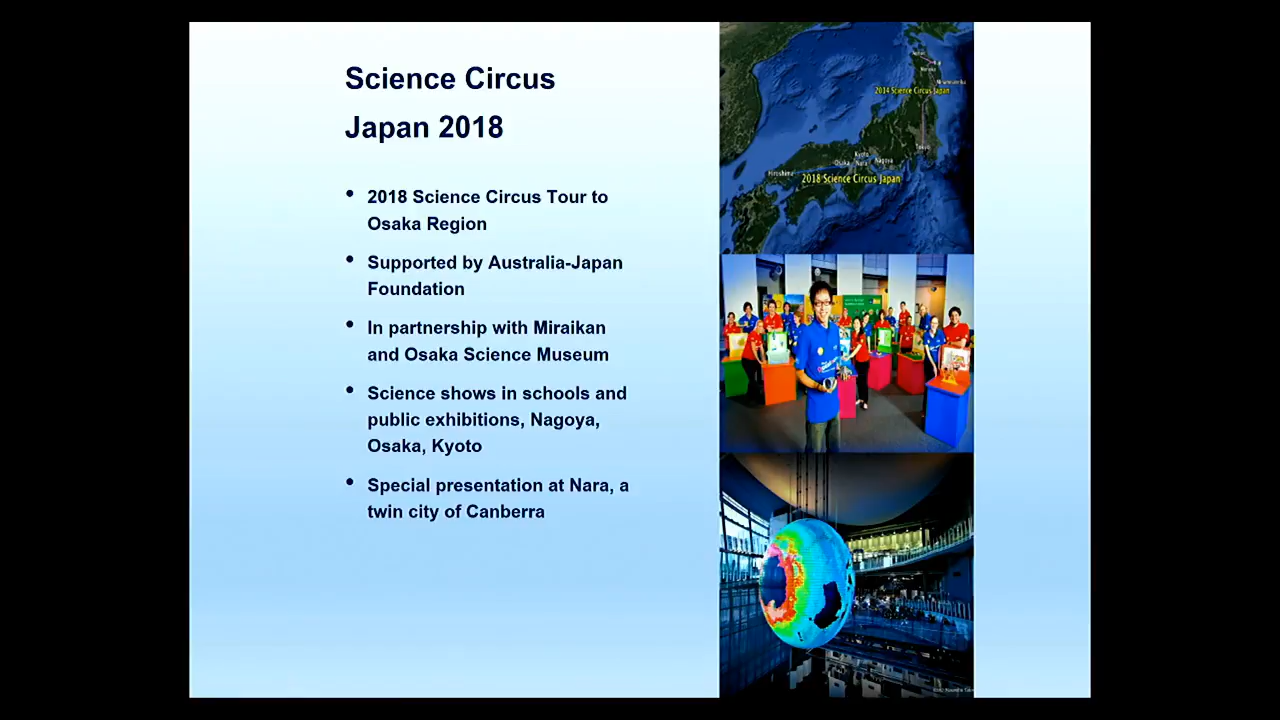 Science Circus
Japan 2018
• 2018 Science Circus Tour to
Osaka Region
• Supported by Australia-Japan
Foundation
• In partnership with Miraikan
and Osaka Science Museum
• Science shows in schools and
public exhibitions, Nagoya,
Osaka, Kyoto
• Special presentation at Nara, a
twin city of Canberra
2014 Science Circus Japan
Tokyo
Kyoto
Osaka Nara Nagoya
Hiroshima
2018 Science Circus Japan